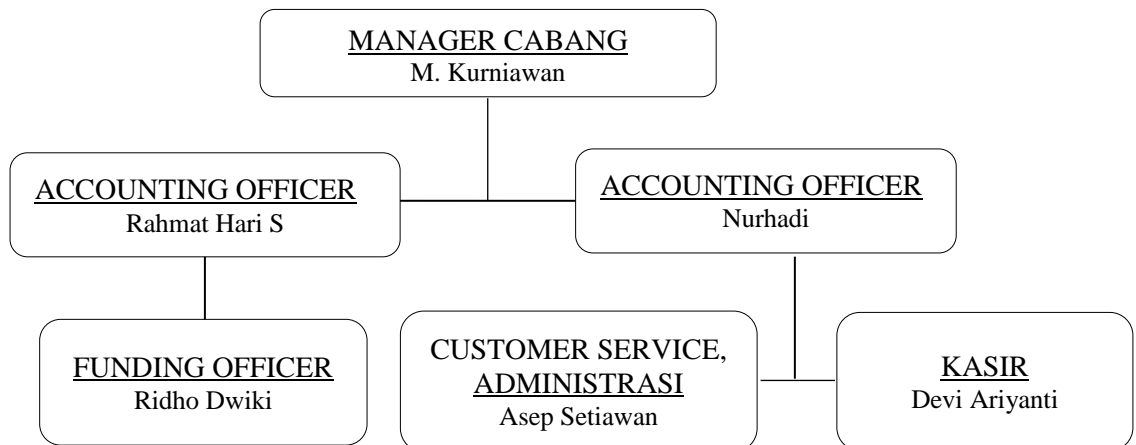 MANAGER CABANG
M. Kurniawan
ACCOUNTING OFFICER
Rahmat Hari S
ACCOUNTING OFFICER
Nurhadi
FUNDING OFFICER
Ridho Dwiki
CUSTOMER SERVICE,
ADMINISTRASI
Asep Setiawan
KASIR
Devi Ariyanti